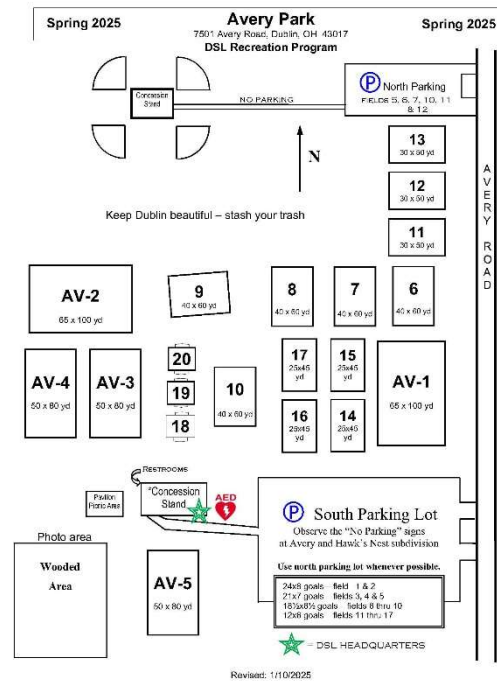 Spring 2025
Avery Park
Spring 2025
7501 Avery Road, Dublin, OH 43017
DSL Recreation Program
Concession
Stand
NO PARKING
P North Parking
FIELDS 5, 6, 7, 10, 11
& 12
N
AVERY ROAD
13
30 x 50 yd
12
30 x 50 yd
11
30 x 50 yd
Keep Dublin beautiful – stash your trash
AV-2
65 x 100 yd
9
40 x 60 yd
8
40 x 60 yd
7
40 x 60 yd
6
40 x 60 yd
AV-4
50 x 80 yd
AV-3
50 x 80 yd
20
19
18
10
40 x 60 yd
17
25x45
yd
15
25x45
yd
16
25x45
yd
14
25x45
yd
AV-1
65 x 100 yd
RESTROOMS
Pavilion
Picnic Area
"Concession
Stand
AED
P South Parking Lot
Observe the "No Parking" signs
at Avery and Hawk's Nest subdivision
Use north parking lot whenever possible.
24x8 goals field 1 & 2
21x7 goals fields 3, 4 & 5
18½x6½ goals fields 6 thru 10
12x6 goals fields 11 thru 17
Photo area
Wooded
Area
AV-5
50 x 80 yd
= DSL HEADQUARTERS
Revised: 1/10/2025